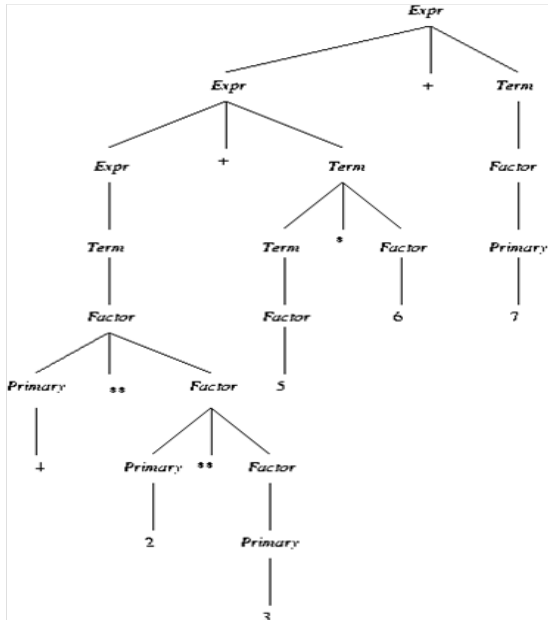 Expr
Expr + Term
Expr + Term Factor
Term Term * Factor Primary
Factor Factor 6 7
Primary ** Factor 5
4 Primary ** Factor
2 Primary
3